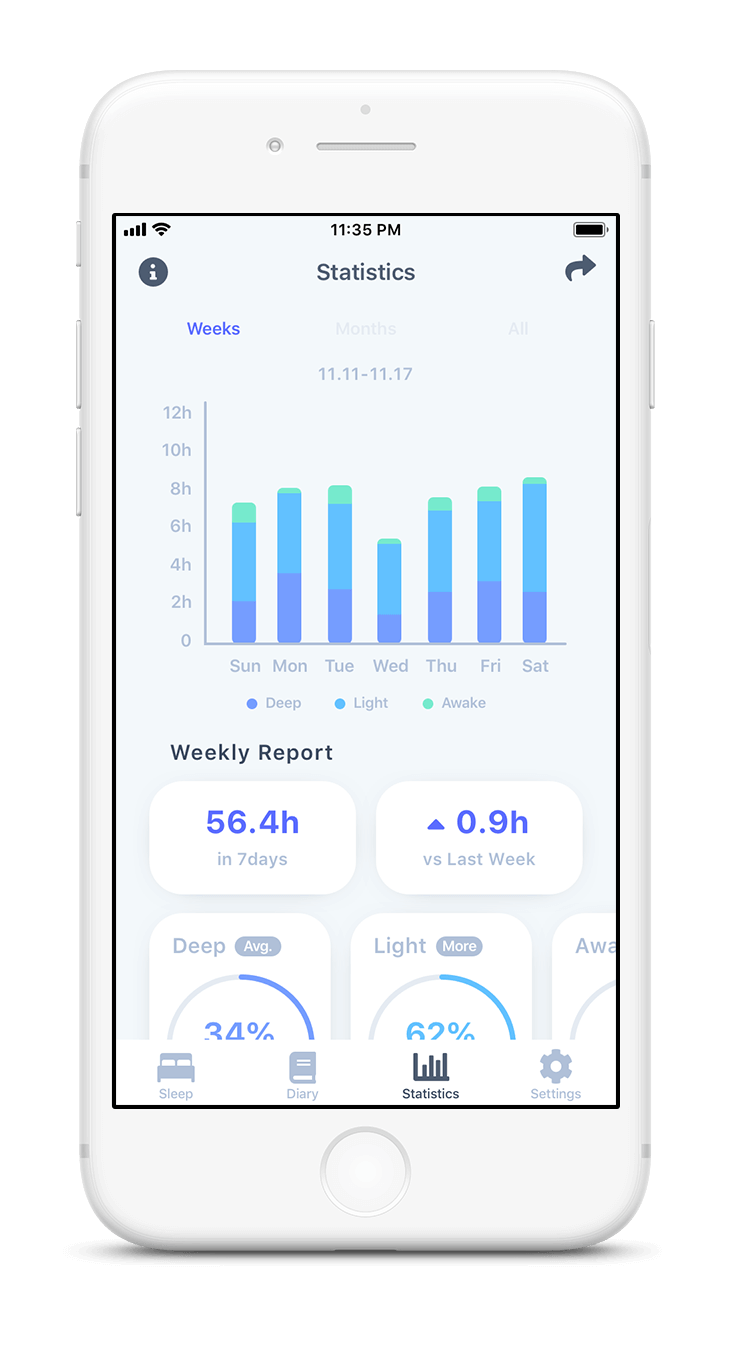 11:35 PM
Statistics
Weeks Months All
11.11-11.17
12h
10h
8h
6h
4h
2h
0
Sun Mon Tue Wed Thu Fri Sat
Deep Light Awake
Weekly Report
56.4h
in 7days
0.9h
vs Last Week
Deep Avg.
34%
Light More
62%
Awa
Sleep Diary Statistics Settings